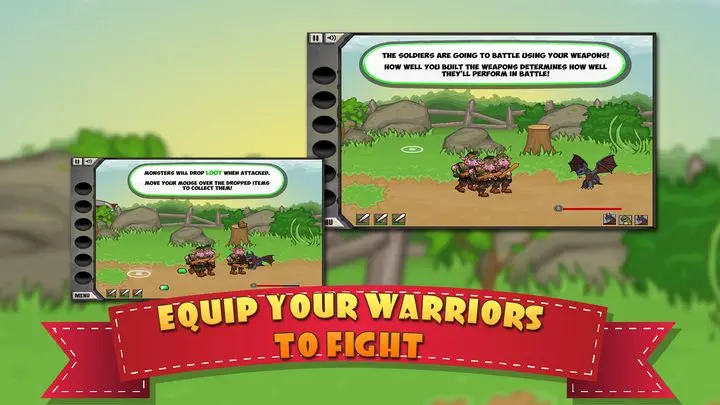 THE SOLDIERS ARE GOING TO BATTLE USING YOUR WEAPONS!
HOW WELL YOU BUILT THE WEAPONS DETERMINES HOW WELL
THEY'LL PERFORM IN BATTLE!
MONSTERS WILL DROP LOOT WHEN ATTACKED.
MOVE YOUR MOUSE OVER THE DROPPED ITEMS
TO COLLECT THEM!
NU
MENU
EQUIP YOUR WARRIORS
TO FIGHT